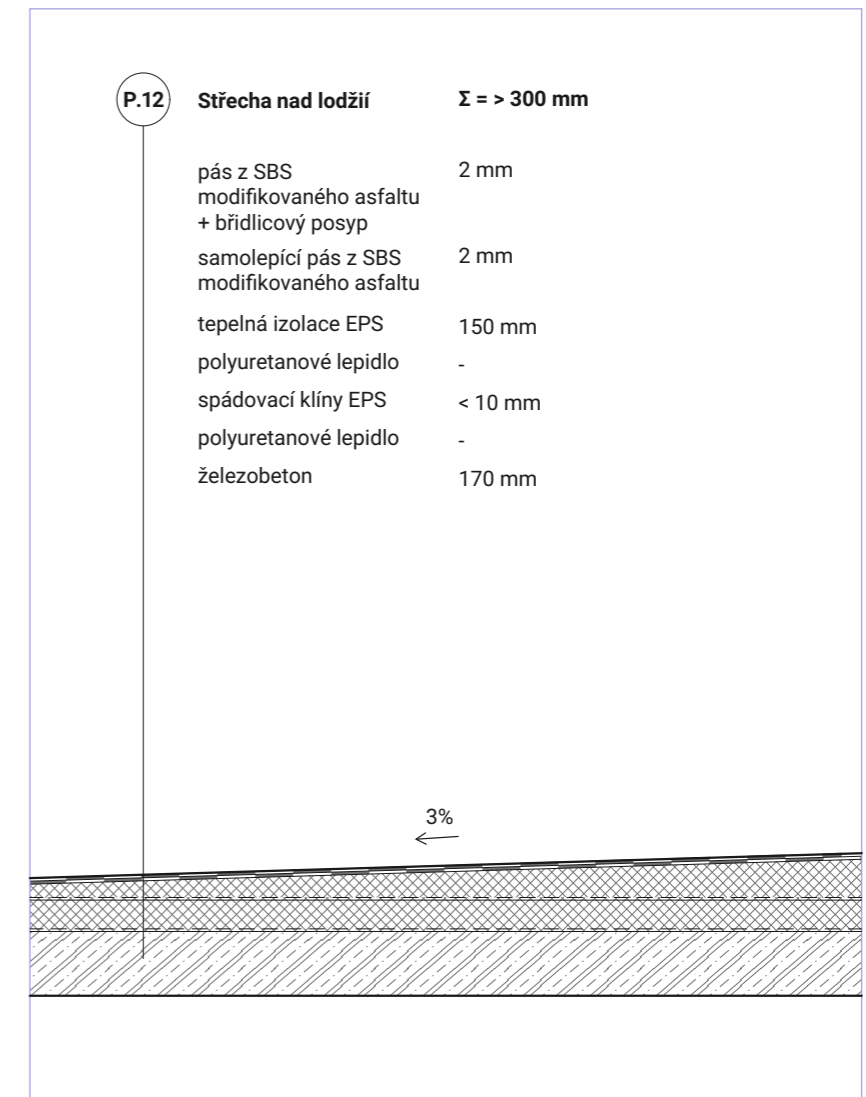 P.12 Střecha nad lodžií Σ = > 300 mm
pás z SBS 2 mm
modifikovaného asfaltu
+ břidlicový posyp
samolepící pás z SBS 2 mm
modifikovaného asfaltu
tepelná izolace EPS 150 mm
polyuretanové lepidlo -
spádovací klíny EPS < 10 mm
polyuretanové lepidlo -
železobeton 170 mm
3%